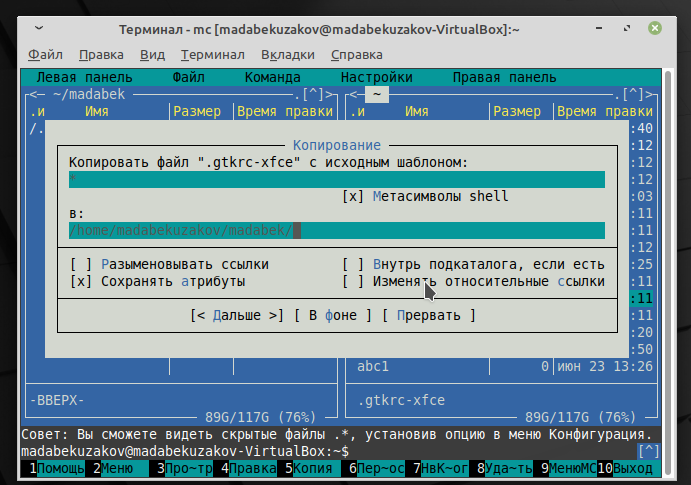 Терминал - mc [madabekuzakov@madabekuzakov-VirtualBox]:~
Файл Правка Вид Терминал Вкладки Справка
Левая панель Файл Команда Настройки Правая панель
<— ~/madabek .[^]> <— ~ .[^]>
.и Имя Размер Время правки .и Имя Размер Время правки
/. :40
Копирование :12
Копировать файл ".gtkrc-xfce" с исходным шаблоном: :12
* :12
[x] Метасимволы shell :03
в: :11
/home/madabekuzakov/madabek/ :11
:12
[ ] Разыменовывать ссылки [ ] Внутрь подкаталога, если есть :25
[x] Сохранять атрибуты [ ] Изменять относительные ссылки :11
:11
[< Дальше >] [ В фоне ] [ Прервать ] :11
:20
:50
abc1 0 июн 23 13:26
-ВВЕРХ- .gtkrc-xfce
89G/117G (76%) 89G/117G (76%)
Совет: Вы сможете видеть скрытые файлы .*, установив опцию в меню Конфигурация.
madabekuzakov@madabekuzakov-VirtualBox:~$ [^]
1Помощь 2Меню 3Про~тр 4Правка 5Копия 6Пер~ос 7НвК~ог 8Уда~ть 9МенюМС 10Выход